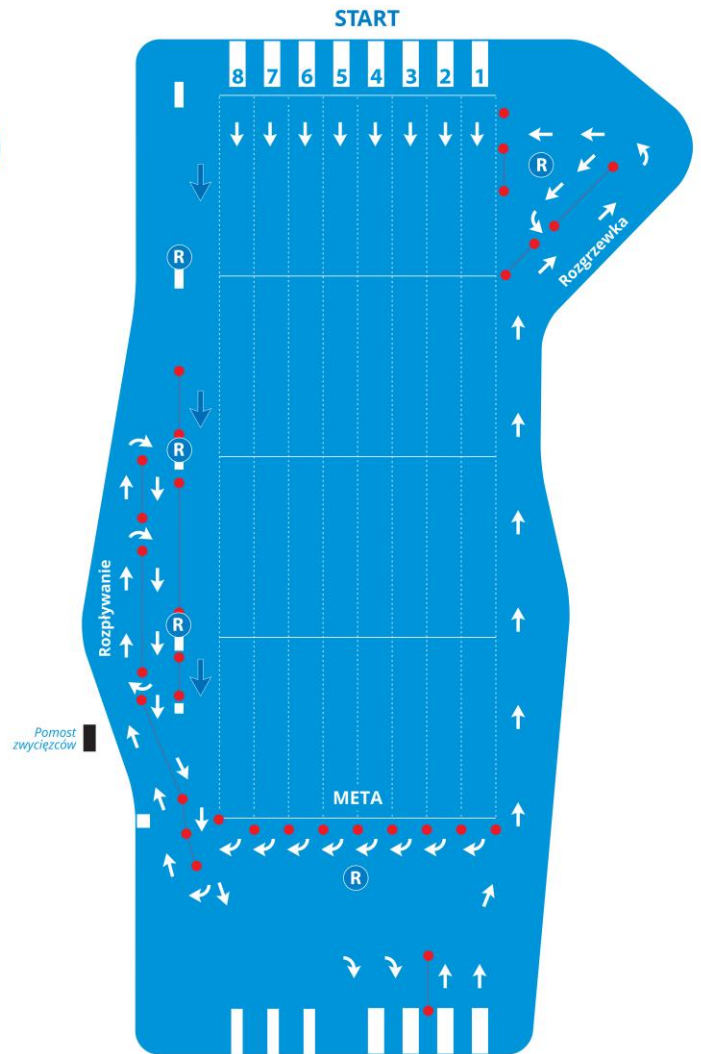 START
8 7 6 5 4 3 2 1
R
Rozgrzewka
R
R
Rozpływanie
R
Pomost
zwycięzców
META
R